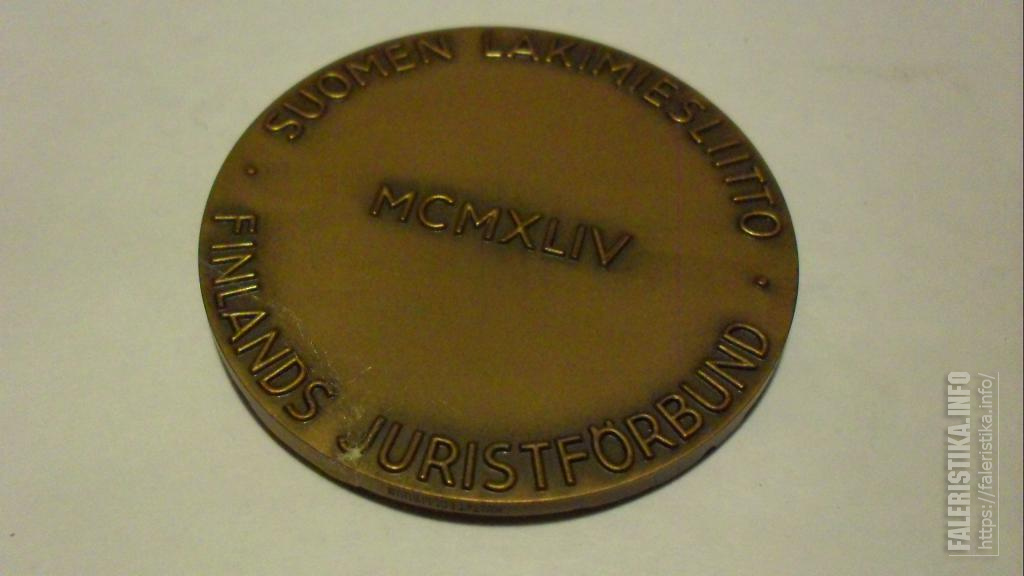 SUOMEN LAKIMIESLIITTO
MCMXLIV
FINLANDS JURISTFÖRBUND
FALERISTIKA.INFO
https://faleristika.info/